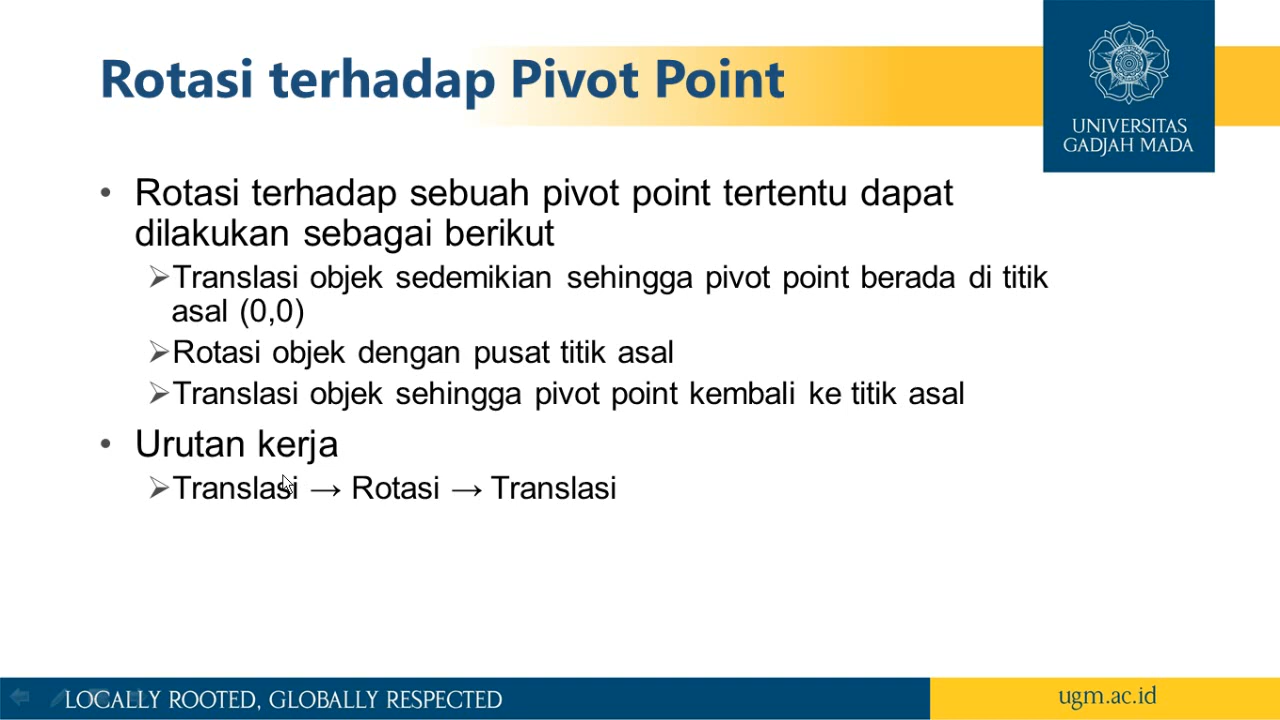 Rotasi terhadap Pivot Point
UNIVERSITAS
GADJAH MADA
• Rotasi terhadap sebuah pivot point tertentu dapat
dilakukan sebagai berikut
➢Translasi objek sedemikian sehingga pivot point berada di titik
asal (0,0)
➢Rotasi objek dengan pusat titik asal
➢Translasi objek sehingga pivot point kembali ke titik asal
• Urutan kerja
➢Translasi → Rotasi → Translasi
LOCALLY ROOTED, GLOBALLY RESPECTED
ugm.ac.id